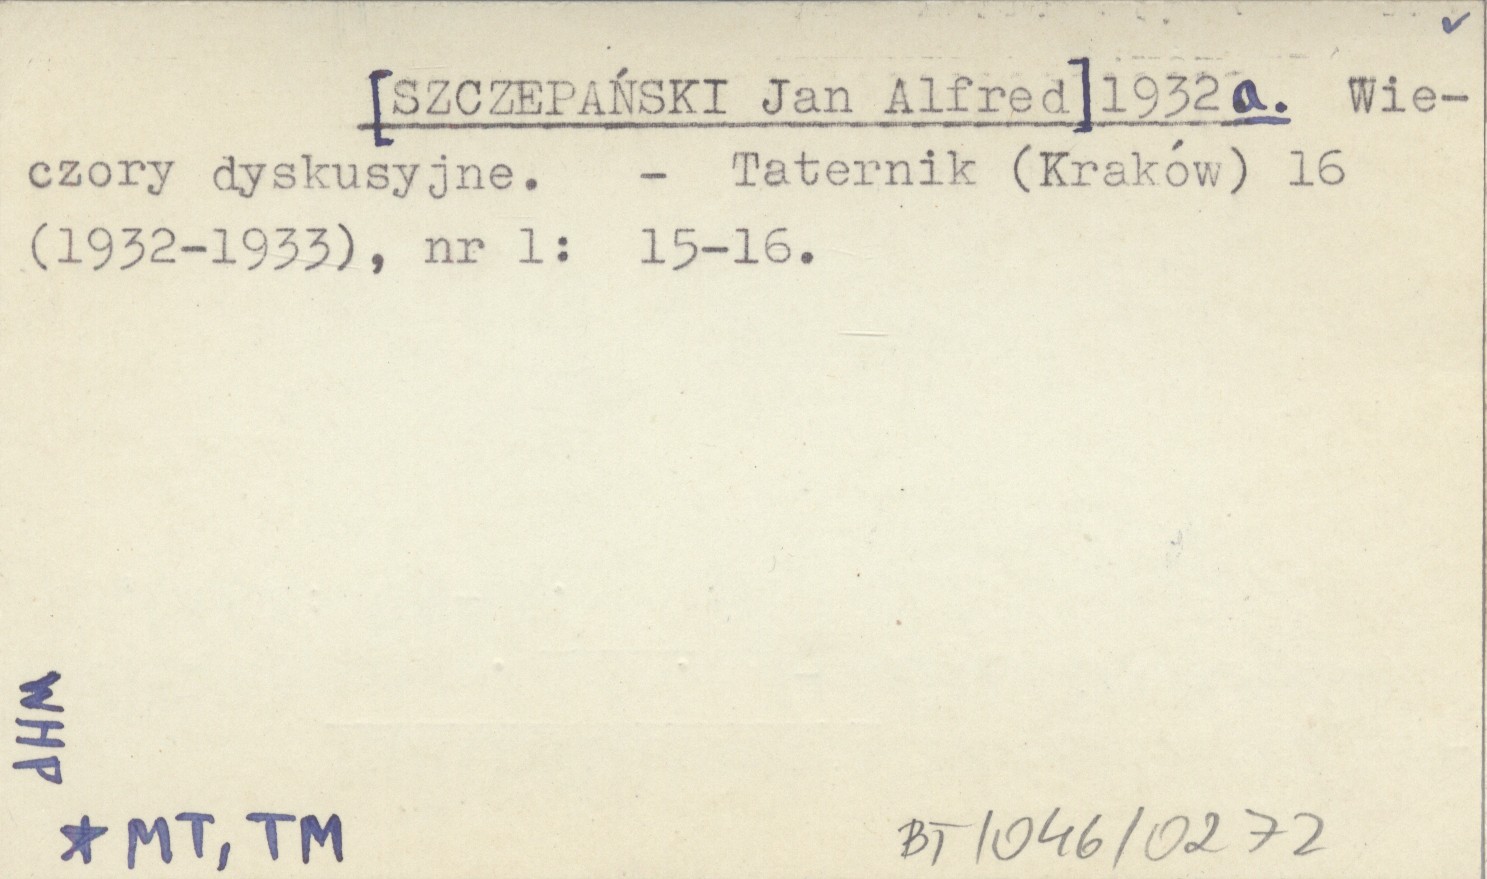 [SZCZEPAŃSKI Jan Alfred] 1932a. Wie-
czory dyskusyjne. - Taternik (Kraków) 16
(1932-1933), nr 1: 15-16.
WHP
* MT, TM
BT/046/0272